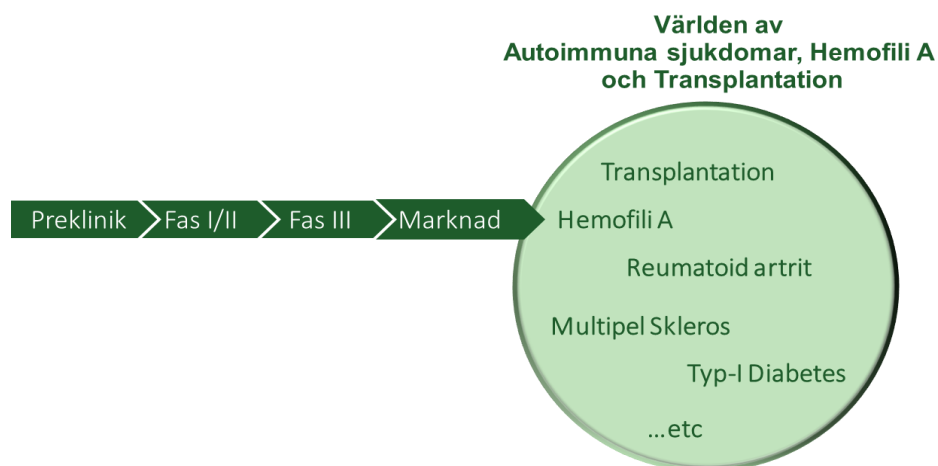 Världen av
Autoimmuna sjukdomar, Hemofili A
och Transplantation
Transplantation
Preklinik Fas I/II Fas III Marknad Hemofili A
Reumatoid artrit
Multipel Skleros
Typ-I Diabetes
...etc